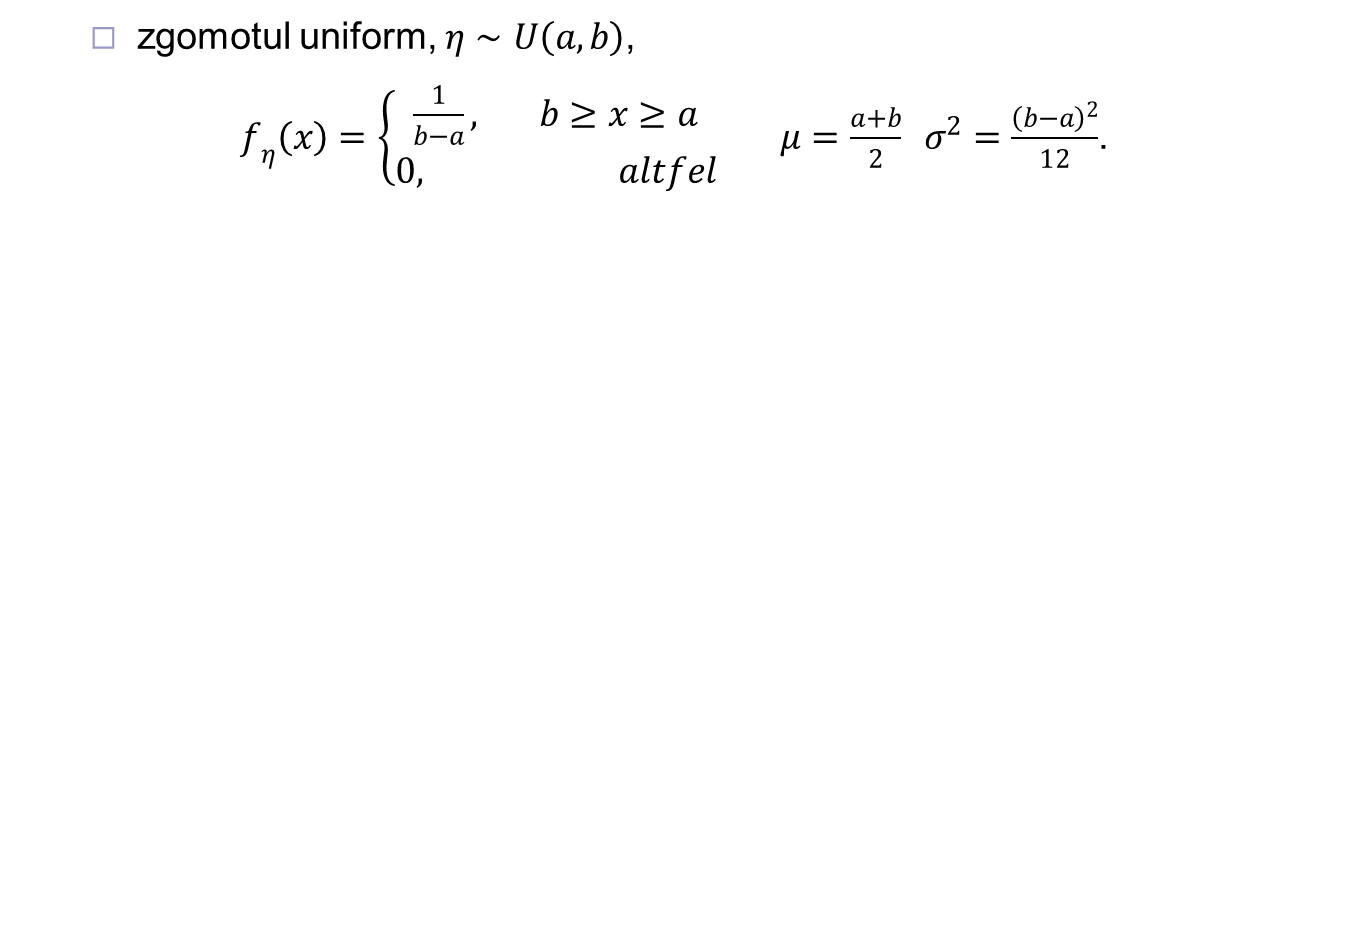 zgomotul uniform, η ~ U(a, b),
f_η(x) = { 1/(b−a), b ≥ x ≥ a
0, altfel
μ = (a+b)/2 σ² = (b−a)²/12.